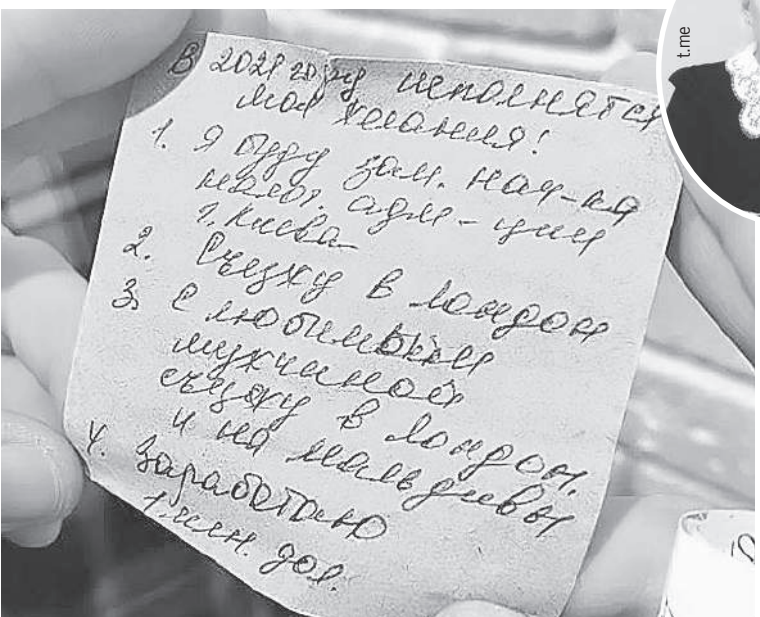 В 2021 году исполнятся
мои желания!
1. Я буду зам. нач-ка
налог. адм-ции
г. Киева
2. Съезжу в Лондон
3. С любимым
мужчиной
съезжу в Лондон.
и на Мальдивы
4. Заработаю
1 млн. дол.
t.me